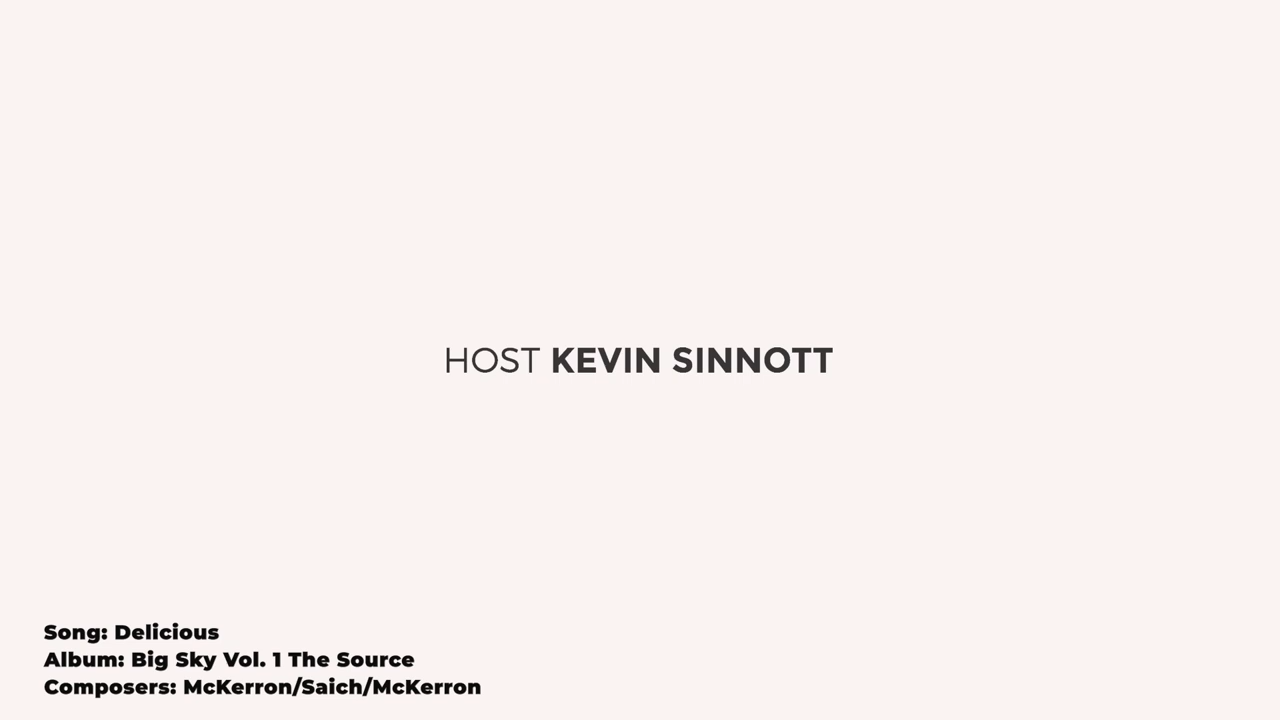 HOST KEVIN SINNOTT
Song: Delicious
Album: Big Sky Vol. 1 The Source
Composers: McKerron/Saich/McKerron